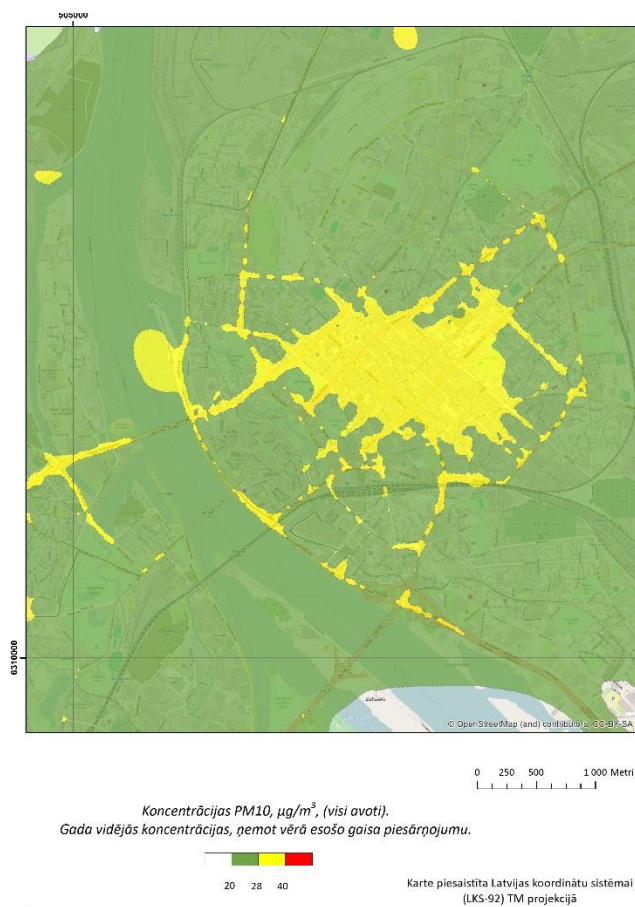 505000
6310000
Zaķusala
© OpenStreetMap (and) contributors, CC-BY-SA
0 250 500 1 000 Metri
Koncentrācijas PM10, µg/m³, (visi avoti).
Gada vidējās koncentrācijas, ņemot vērā esošo gaisa piesārņojumu.
20 28 40
Karte piesaistīta Latvijas koordinātu sistēmai
(LKS-92) TM projekcijā